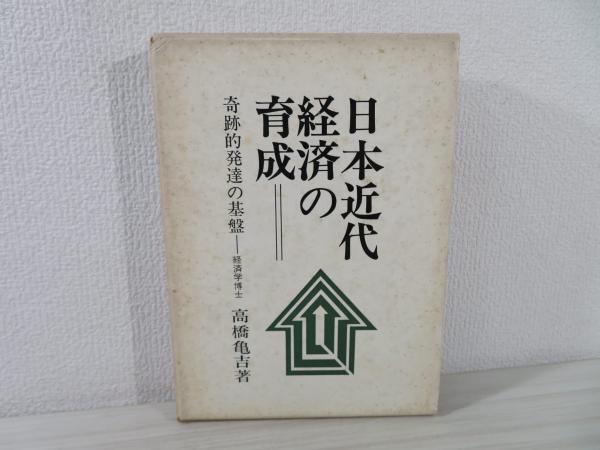 日本近代
経済の
育成＝
奇跡的発達の基盤―経済学博士 高橋亀吉著